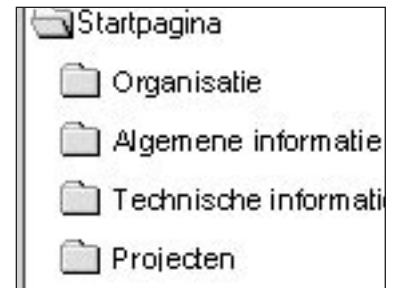 Startpagina
Organisatie
Algemene informatie
Technische informati
Projecten